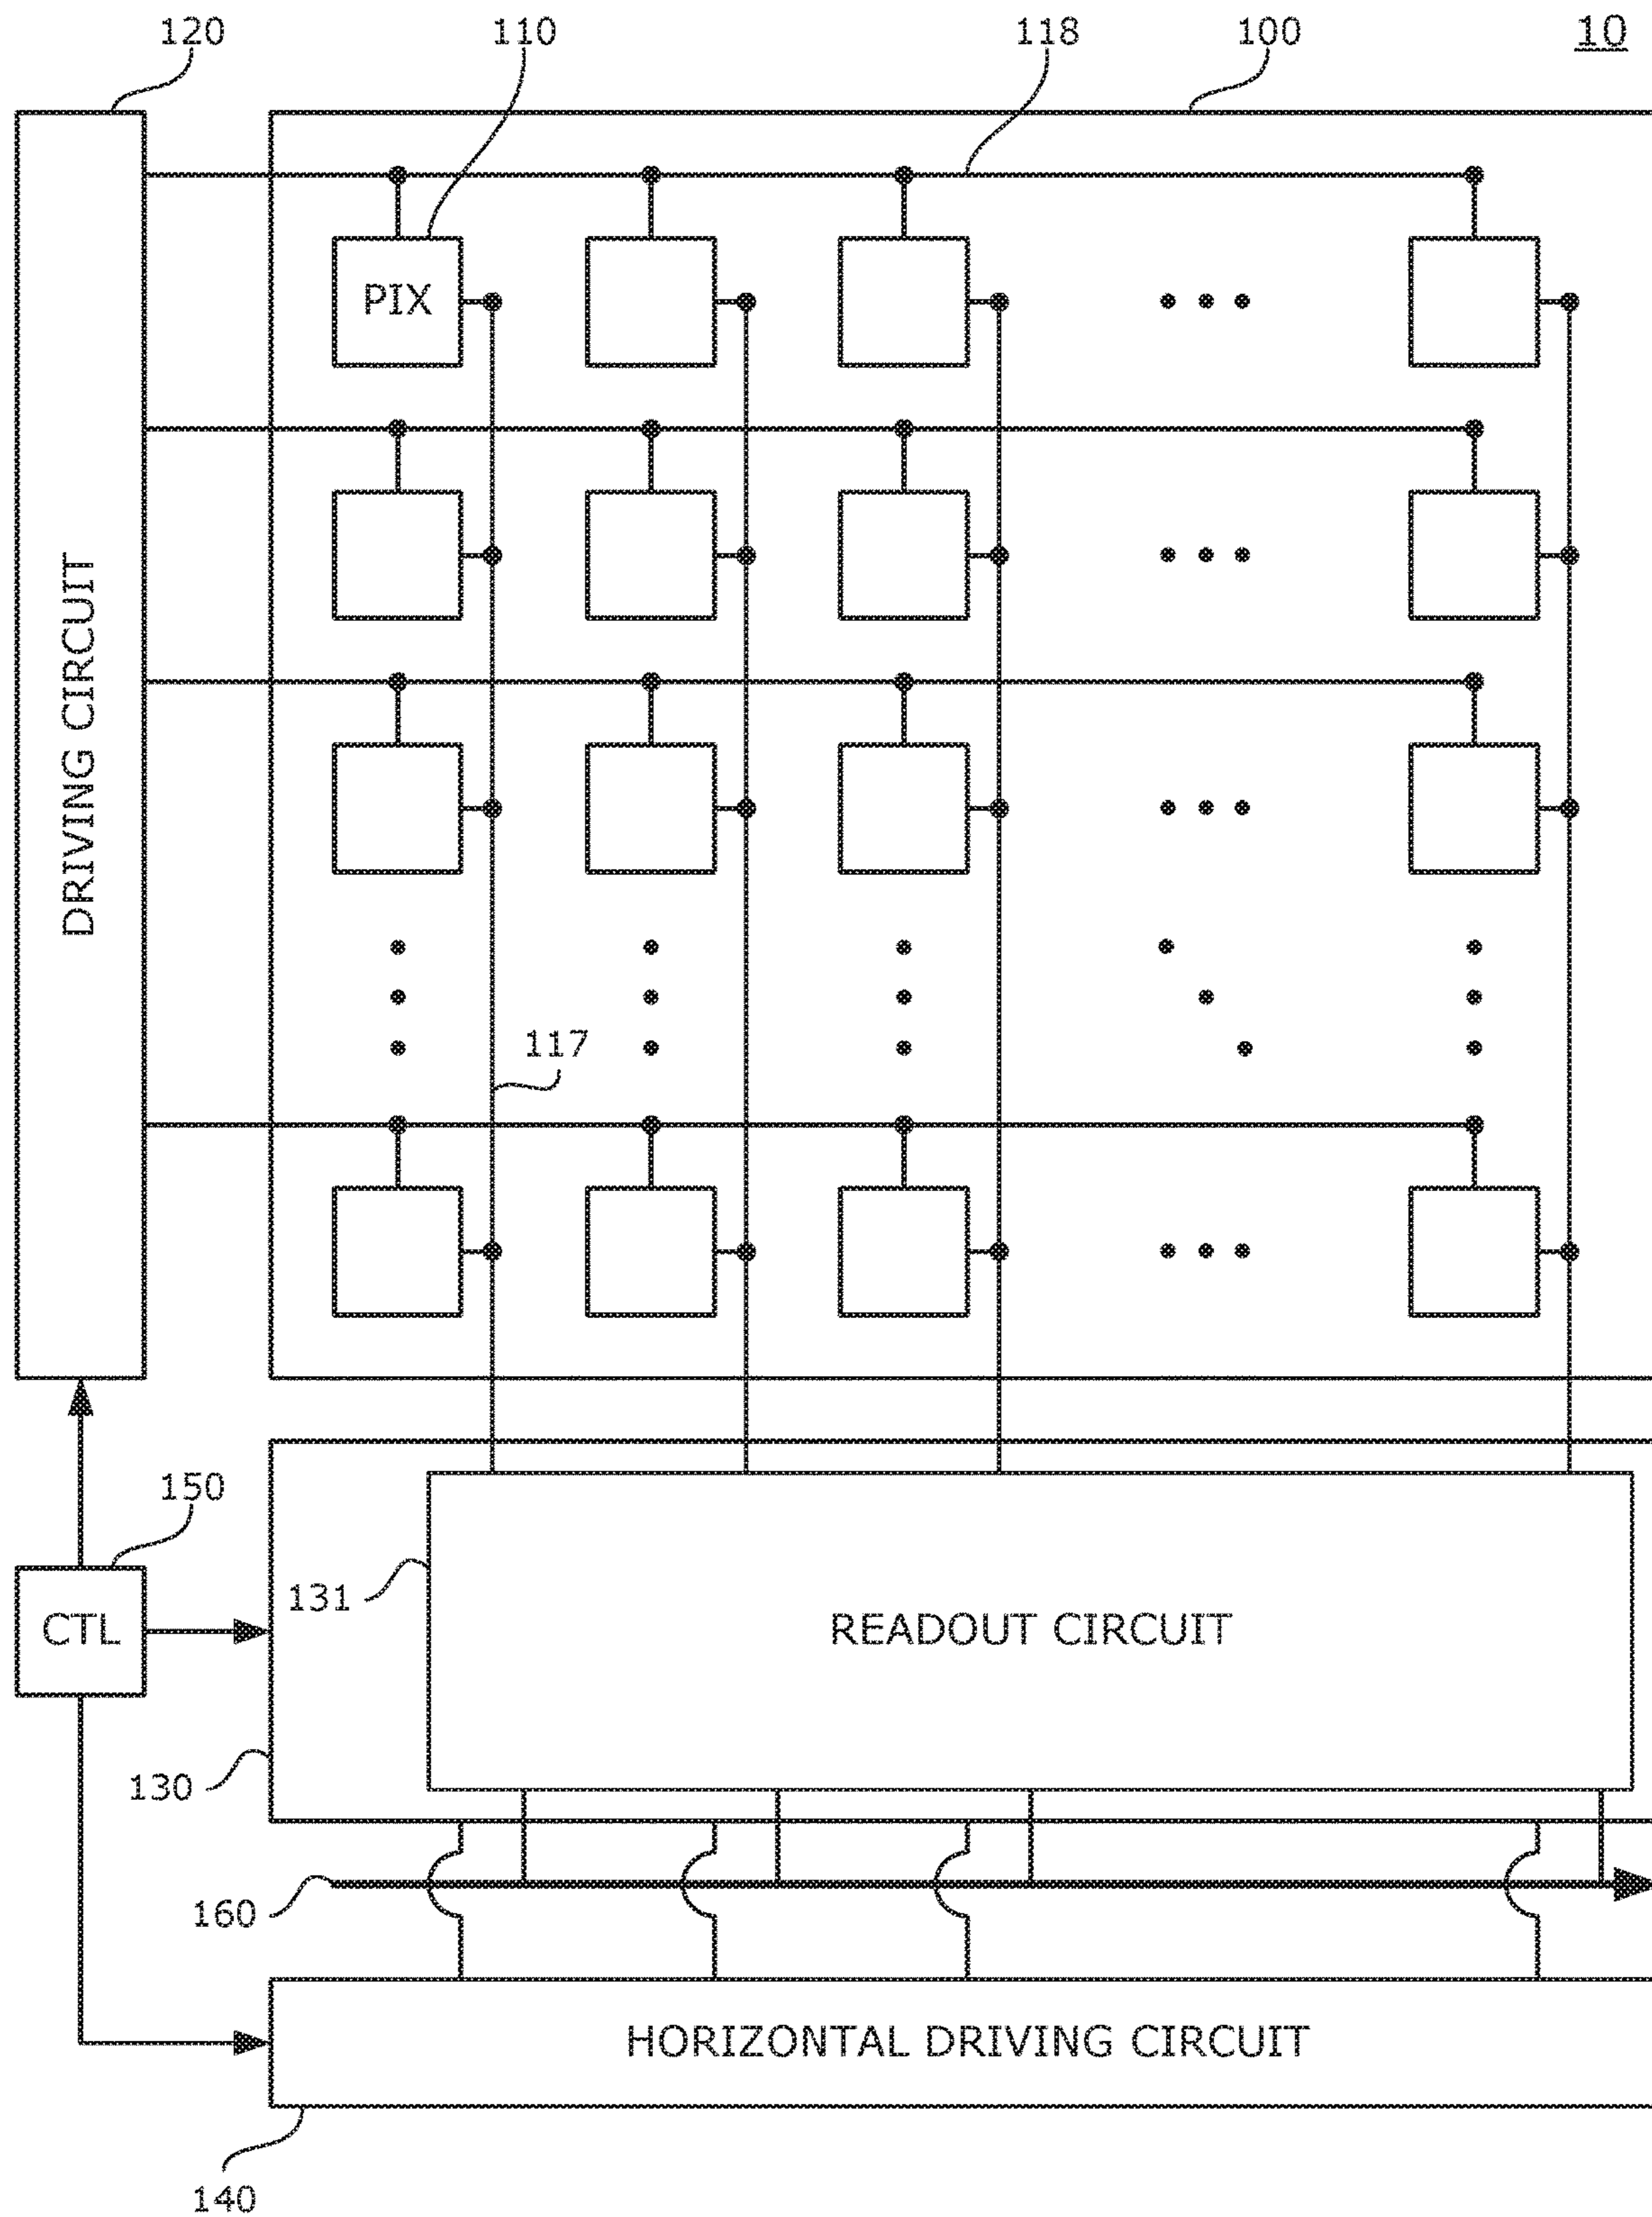 120
110
118
100
10
PIX
DRIVING CIRCUIT
117
150
CTL
131
READOUT CIRCUIT
130
160
HORIZONTAL DRIVING CIRCUIT
140